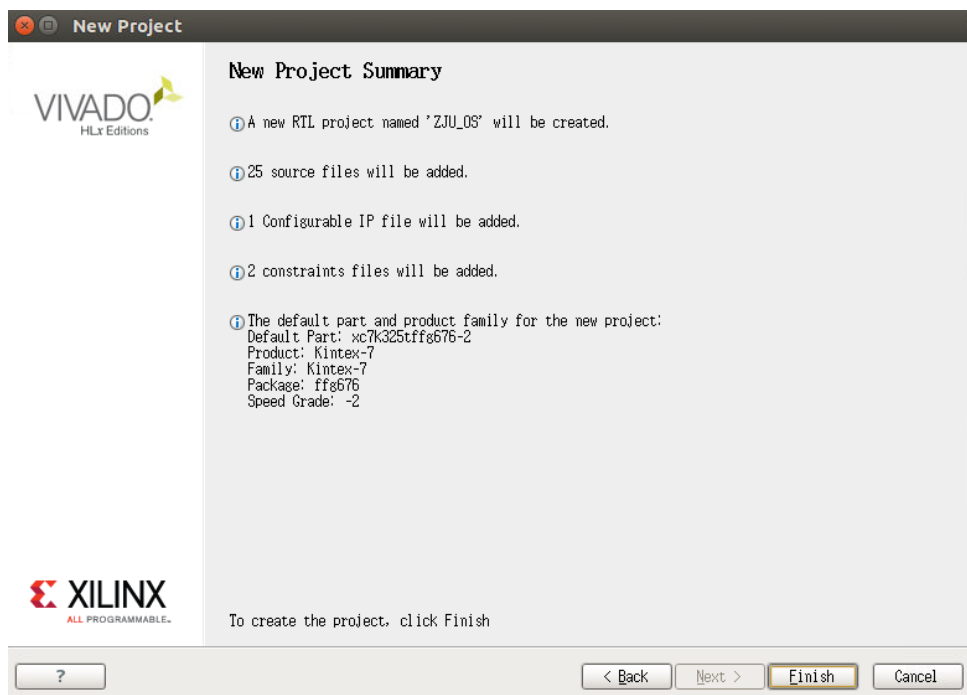 New Project
VIVADO.
HLx Editions
New Project Summary
A new RTL project named 'ZJU_OS' will be created.
25 source files will be added.
1 Configurable IP file will be added.
2 constraints files will be added.
The default part and product family for the new project:
Default Part: xc7k325tffg676-2
Product: Kintex-7
Family: Kintex-7
Package: ffg676
Speed Grade: -2
XILINX
ALL PROGRAMMABLE.
To create the project, click Finish
?
< Back
Next >
Finish
Cancel